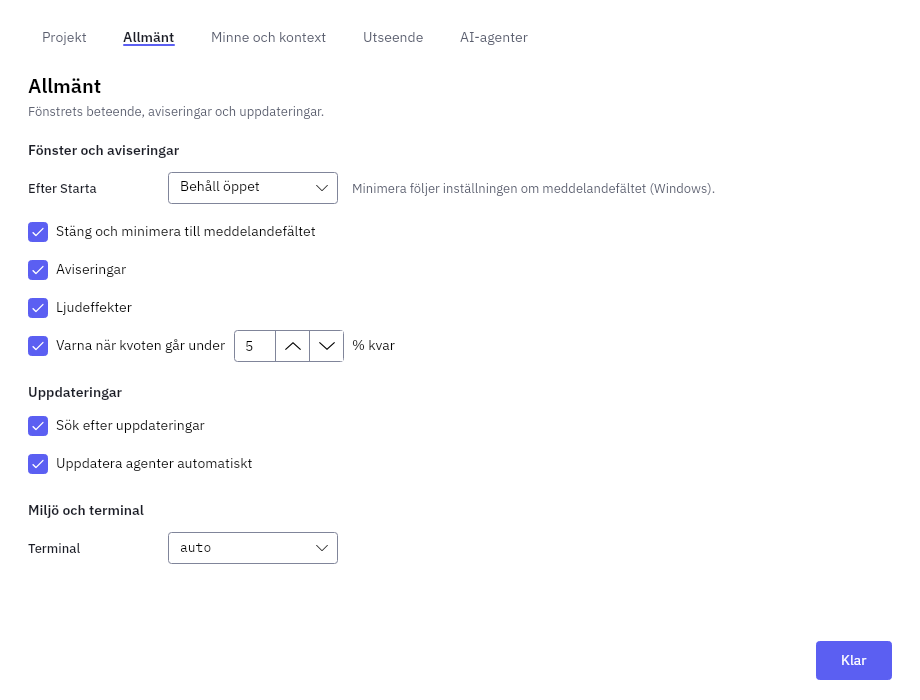 Projekt Allmänt Minne och kontext Utseende AI-agenter
Allmänt
Fönstrets beteende, aviseringar och uppdateringar.
Fönster och aviseringar
Efter Starta Behåll öppet Minimera följer inställningen om meddelandefältet (Windows).
Stäng och minimera till meddelandefältet
Aviseringar
Ljudeffekter
Varna när kvoten går under 5 % kvar
Uppdateringar
Sök efter uppdateringar
Uppdatera agenter automatiskt
Miljö och terminal
Terminal auto
Klar